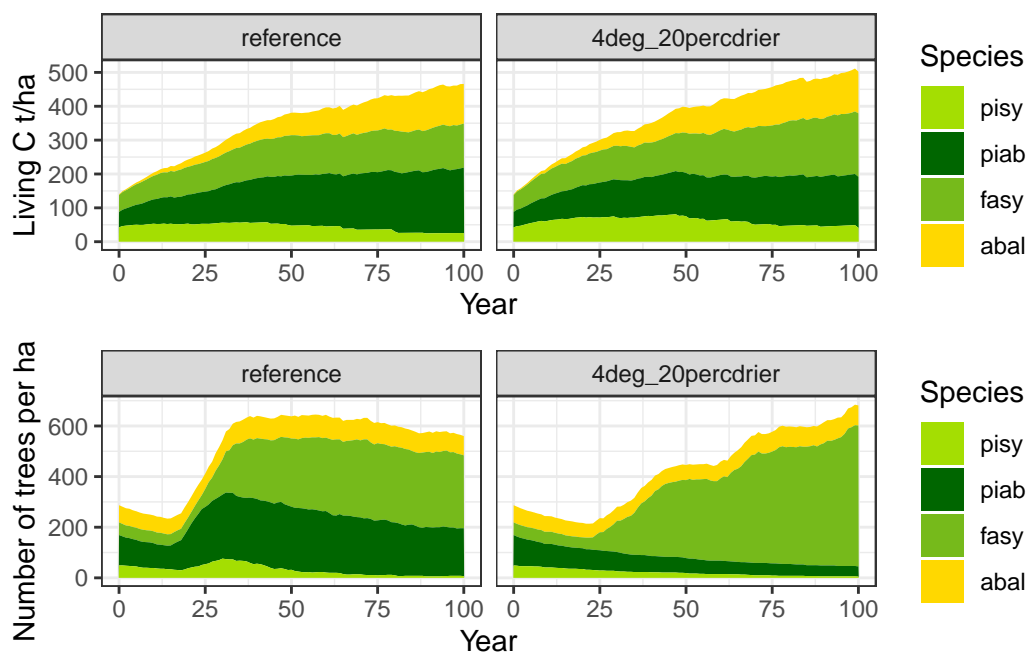 reference
4deg_20percdrier
Living C t/ha
500
400
300
200
100
0
0 25 50 75 100
0 25 50 75 100
Year
Species
pisy
piab
fasy
abal
reference
4deg_20percdrier
Number of trees per ha
600
400
200
0
0 25 50 75 100
0 25 50 75 100
Year
Species
pisy
piab
fasy
abal